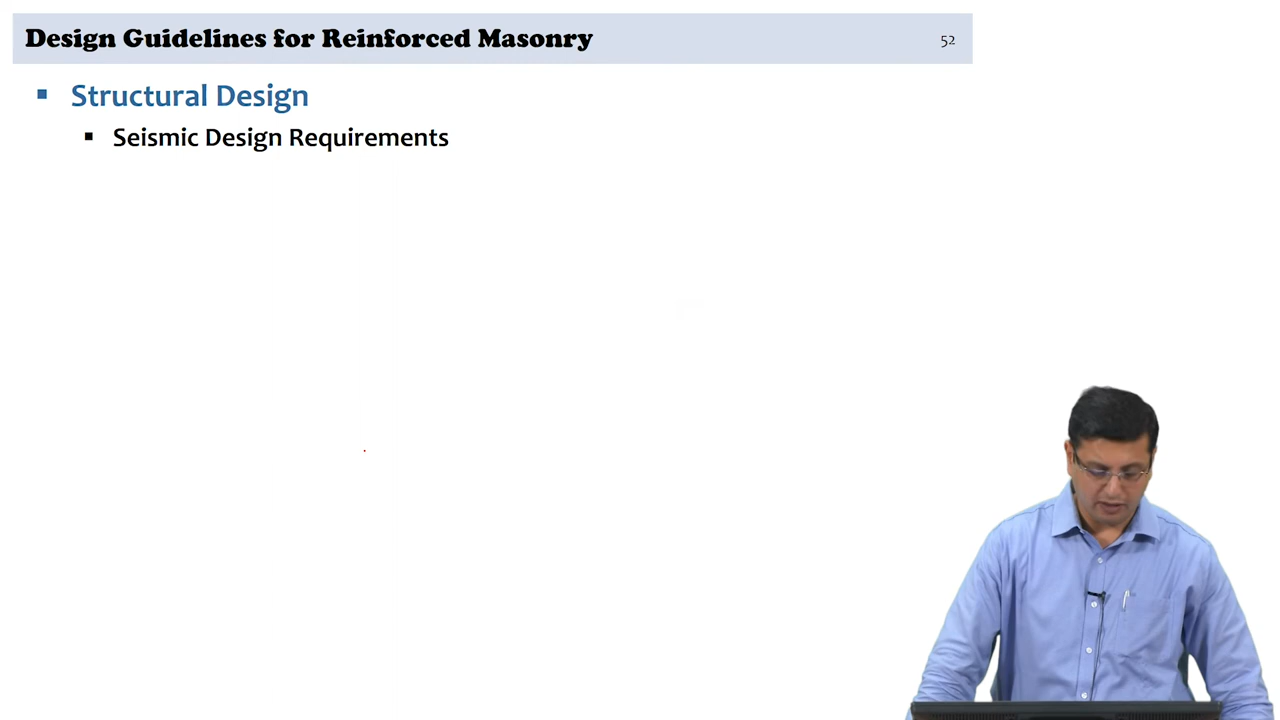 Design Guidelines for Reinforced Masonry
52
Structural Design
Seismic Design Requirements